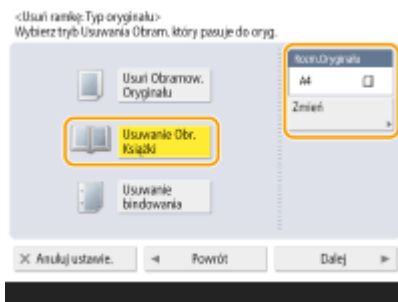 <Usuń ramkę: Typ oryginału>
Wybierz tryb Usuwania Obram. który pasuje do oryg.
Usuń Obramow.
Oryginału
Usuwanie Obr.
Książki
Usuwanie
bindowania
Rozm.Oryginału
A4
Zmień
Anuluj ustawie.
Powrót
Dalej